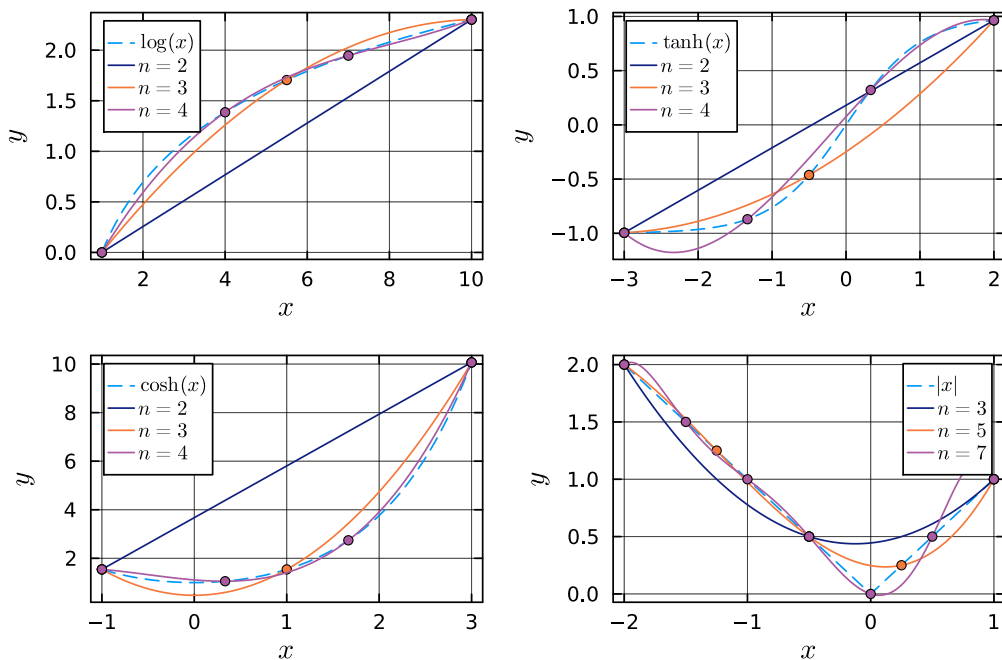 log(x)
n = 2
n = 3
n = 4
y
2.0
1.5
1.0
0.5
0.0
2 4 6 8 10
x
tanh(x)
n = 2
n = 3
n = 4
y
1.0
0.5
0.0
−0.5
−1.0
−3 −2 −1 0 1 2
x
cosh(x)
n = 2
n = 3
n = 4
y
10
8
6
4
2
−1 0 1 2 3
x
|x|
n = 3
n = 5
n = 7
y
2.0
1.5
1.0
0.5
0.0
−2 −1 0 1
x